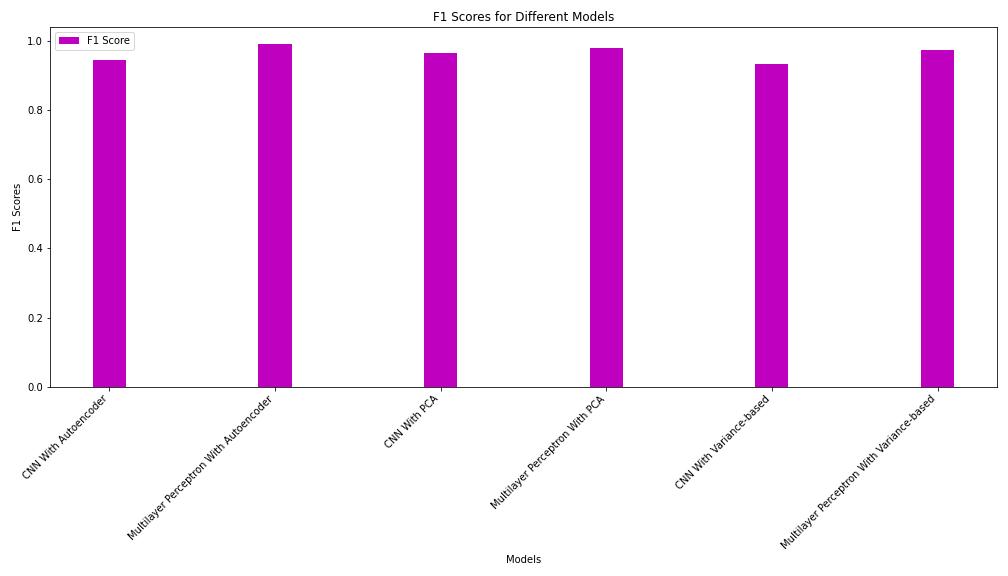 F1 Scores for Different Models
F1 Score
1.0
0.8
0.6
0.4
0.2
0.0
F1 Scores
CNN With Autoencoder
Multilayer Perceptron With Autoencoder
CNN With PCA
Multilayer Perceptron With PCA
CNN With Variance-based
Multilayer Perceptron With Variance-based
Models